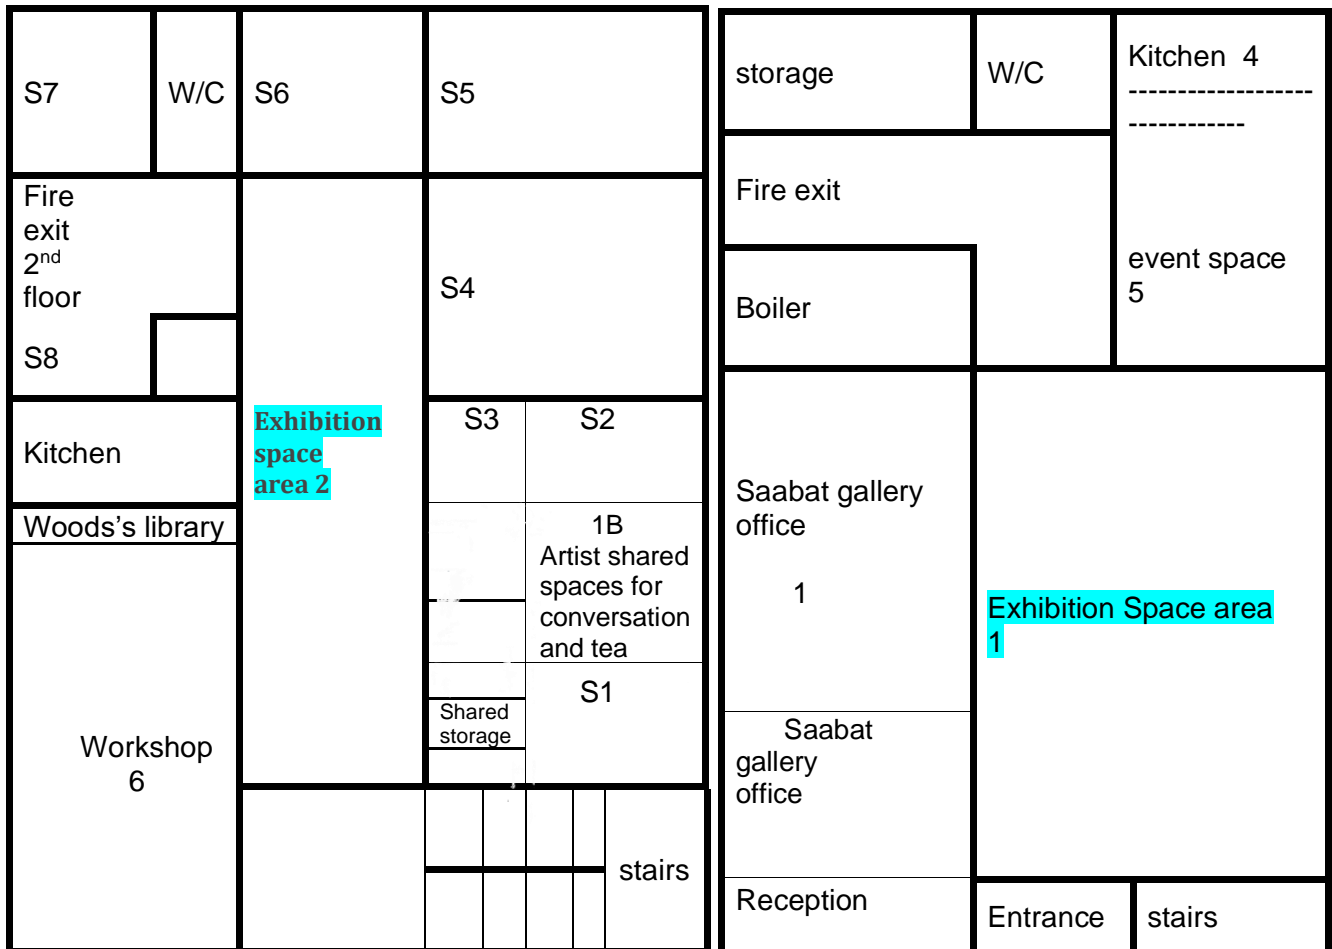 S7
W/C
S6
S5
Fire
exit
2nd
floor
S8
S4
Exhibition
space
area 2
S3
S2
Kitchen
Woods's library
1B
Artist shared
spaces for
conversation
and tea
S1
Shared
storage
Workshop
6
stairs
storage
W/C
Kitchen 4
-------------------
------------
Fire exit
event space
5
Boiler
Saabat gallery
office
1
Exhibition Space area
1
Saabat
gallery
office
Reception
Entrance
stairs